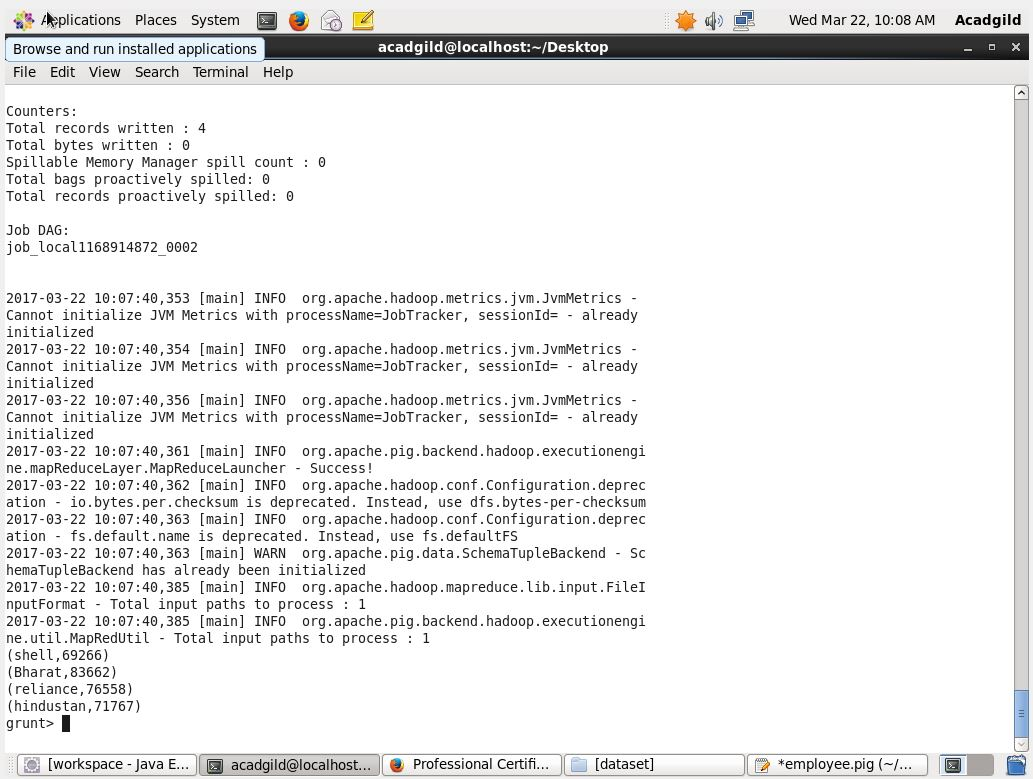 Applications Places System Wed Mar 22, 10:08 AM Acadgild
Browse and run installed applications
acadgild@localhost:~/Desktop
File Edit View Search Terminal Help
Counters:
Total records written : 4
Total bytes written : 0
Spillable Memory Manager spill count : 0
Total bags proactively spilled: 0
Total records proactively spilled: 0
Job DAG:
job_local1168914872_0002
2017-03-22 10:07:40,353 [main] INFO  org.apache.hadoop.metrics.jvm.JvmMetrics -
Cannot initialize JVM Metrics with processName=JobTracker, sessionId= - already
initialized
2017-03-22 10:07:40,354 [main] INFO  org.apache.hadoop.metrics.jvm.JvmMetrics -
Cannot initialize JVM Metrics with processName=JobTracker, sessionId= - already
initialized
2017-03-22 10:07:40,356 [main] INFO  org.apache.hadoop.metrics.jvm.JvmMetrics -
Cannot initialize JVM Metrics with processName=JobTracker, sessionId= - already
initialized
2017-03-22 10:07:40,361 [main] INFO  org.apache.pig.backend.hadoop.executionengi
ne.mapReduceLayer.MapReduceLauncher - Success!
2017-03-22 10:07:40,362 [main] INFO  org.apache.hadoop.conf.Configuration.deprec
ation - io.bytes.per.checksum is deprecated. Instead, use dfs.bytes-per-checksum
2017-03-22 10:07:40,363 [main] INFO  org.apache.hadoop.conf.Configuration.deprec
ation - fs.default.name is deprecated. Instead, use fs.defaultFS
2017-03-22 10:07:40,363 [main] WARN  org.apache.pig.data.SchemaTupleBackend - Sc
hemaTupleBackend has already been initialized
2017-03-22 10:07:40,385 [main] INFO  org.apache.hadoop.mapreduce.lib.input.FileI
nputFormat - Total input paths to process : 1
2017-03-22 10:07:40,385 [main] INFO  org.apache.pig.backend.hadoop.executionengi
ne.util.MapRedUtil - Total input paths to process : 1
(shell,69266)
(Bharat,83662)
(reliance,76558)
(hindustan,71767)
grunt>
[workspace - Java E... acadgild@localhost:... Professional Certifi... [dataset] *employee.pig (~/...